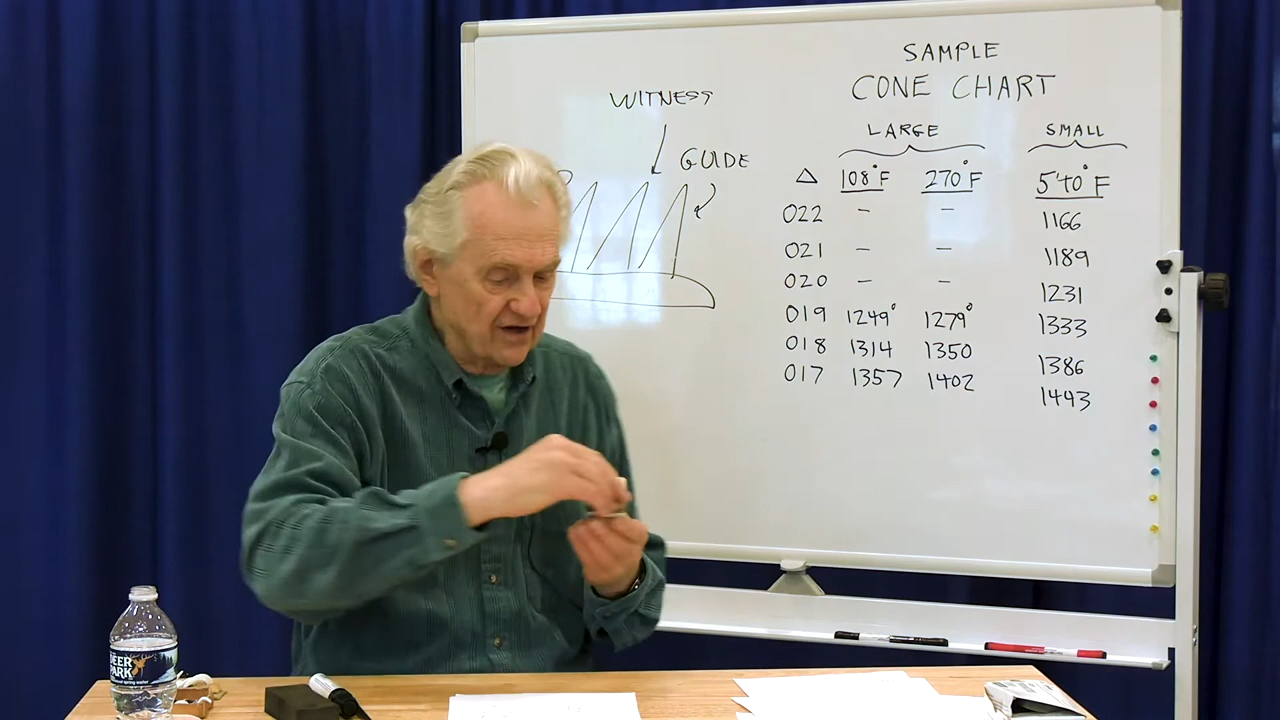 SAMPLE
CONE CHART
WITNESS
GUIDE
LARGE SMALL
△ 108°F 270°F 540°F
022 – – 1166
021 – – 1189
020 – – 1231
019 1249° 1279° 1333
018 1314 1350 1386
017 1357 1402 1443
DEER
PARK